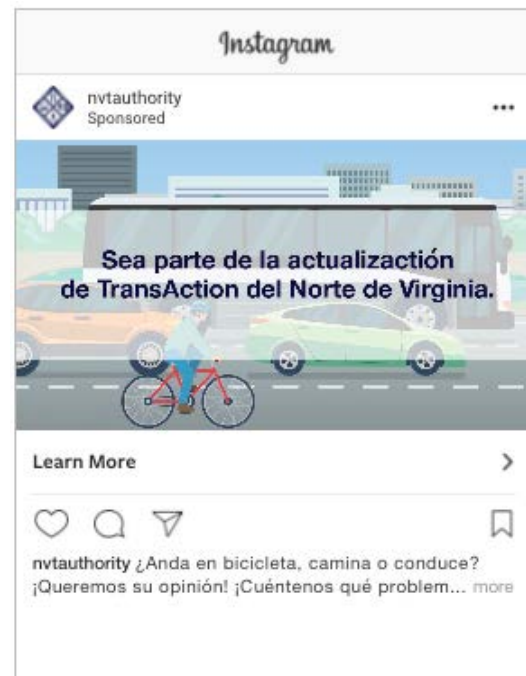 Instagram
nvtauthority
Sponsored
Sea parte de la actualizactión
de TransAction del Norte de Virginia.
Learn More
nvtauthority ¿Anda en bicicleta, camina o conduce?
¡Queremos su opinión! ¡Cuéntenos qué problem... more